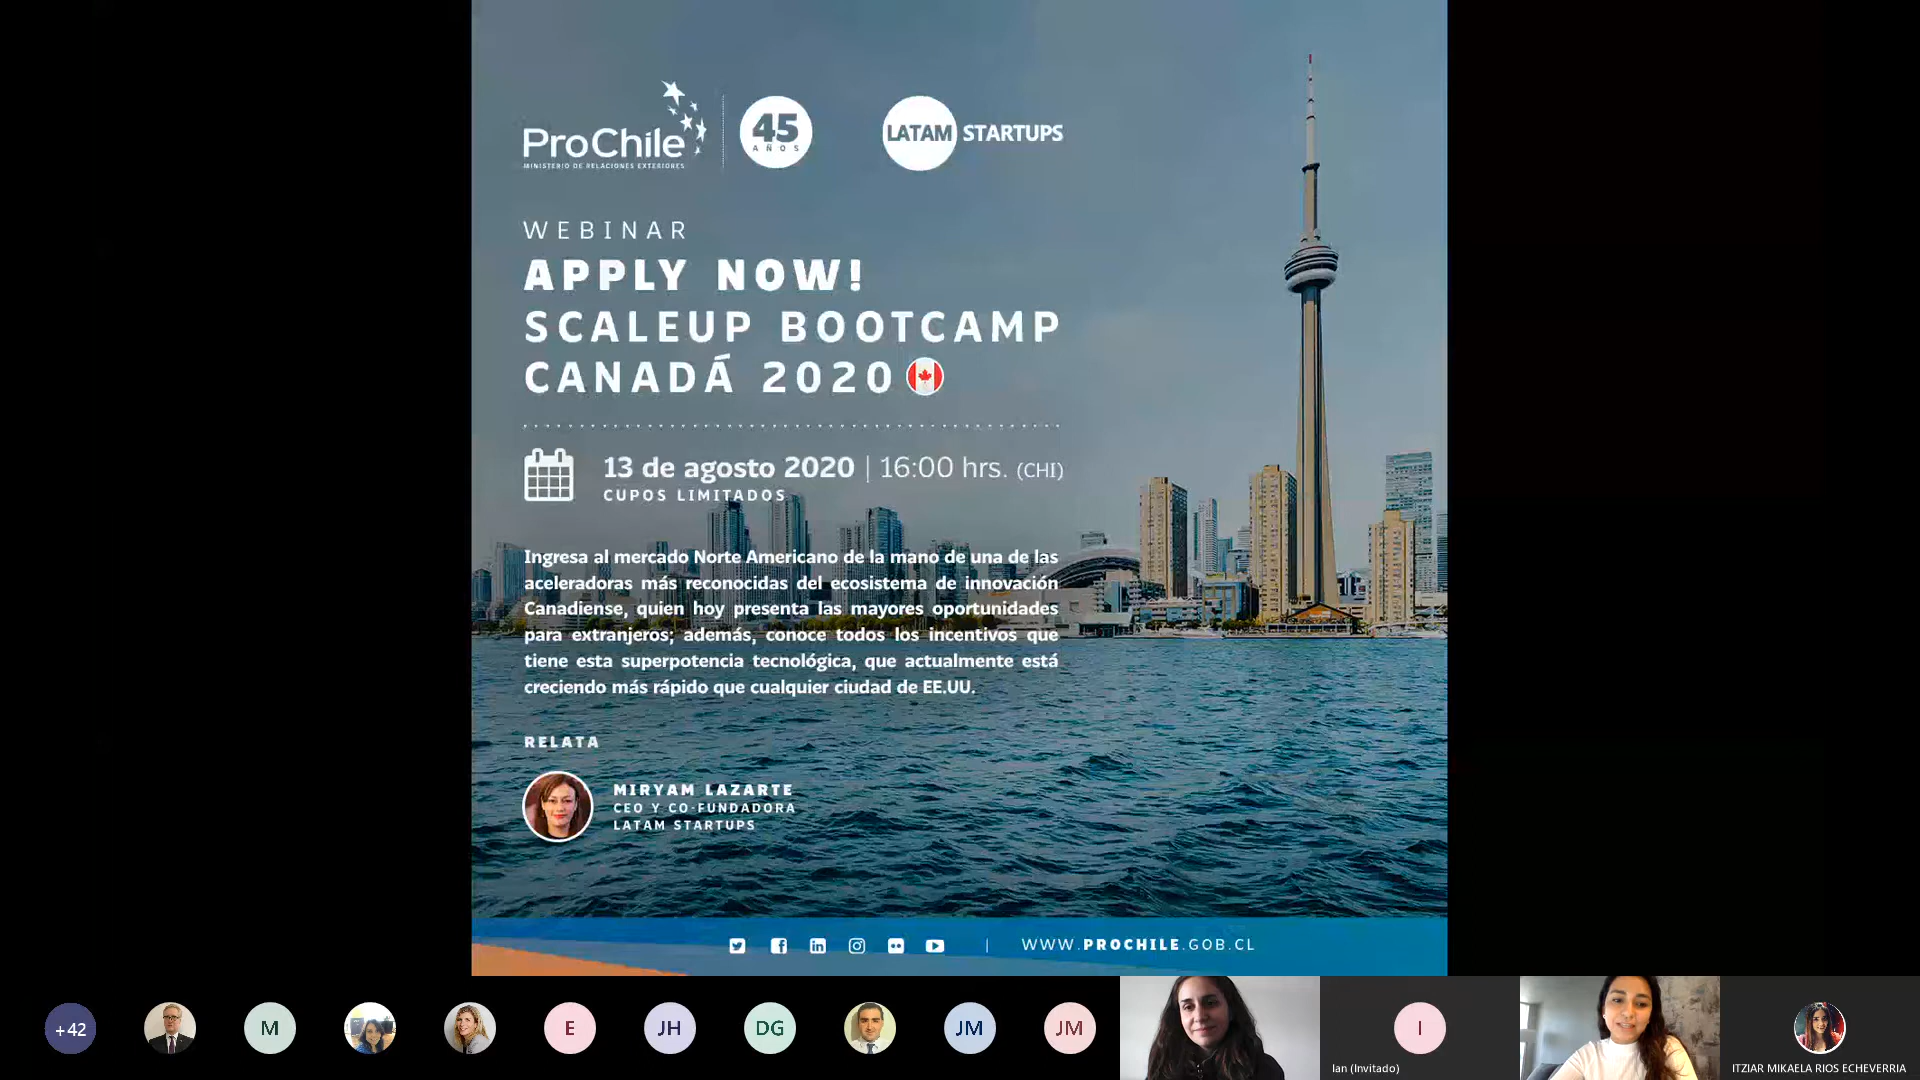 ProChile
MINISTERIO DE RELACIONES EXTERIORES
45
AÑOS
LATAM STARTUPS
WEBINAR
APPLY NOW!
SCALEUP BOOTCAMP
CANADÁ 2020
13 de agosto 2020 | 16:00 hrs. (CHI)
CUPOS LIMITADOS
Ingresa al mercado Norte Americano de la mano de una de las
aceleradoras más reconocidas del ecosistema de innovación
Canadiense, quien hoy presenta las mayores oportunidades
para extranjeros; además, conoce todos los incentivos que
tiene esta superpotencia tecnológica, que actualmente está
creciendo más rápido que cualquier ciudad de EE.UU.
RELATA
MIRYAM LAZARTE
CEO Y CO-FUNDADORA
LATAM STARTUPS
| WWW.PROCHILE.GOB.CL
+42
M
E
JH
DG
JM
JM
I
Ian (Invitado)
ITZIAR MIKAELA RIOS ECHEVERRIA